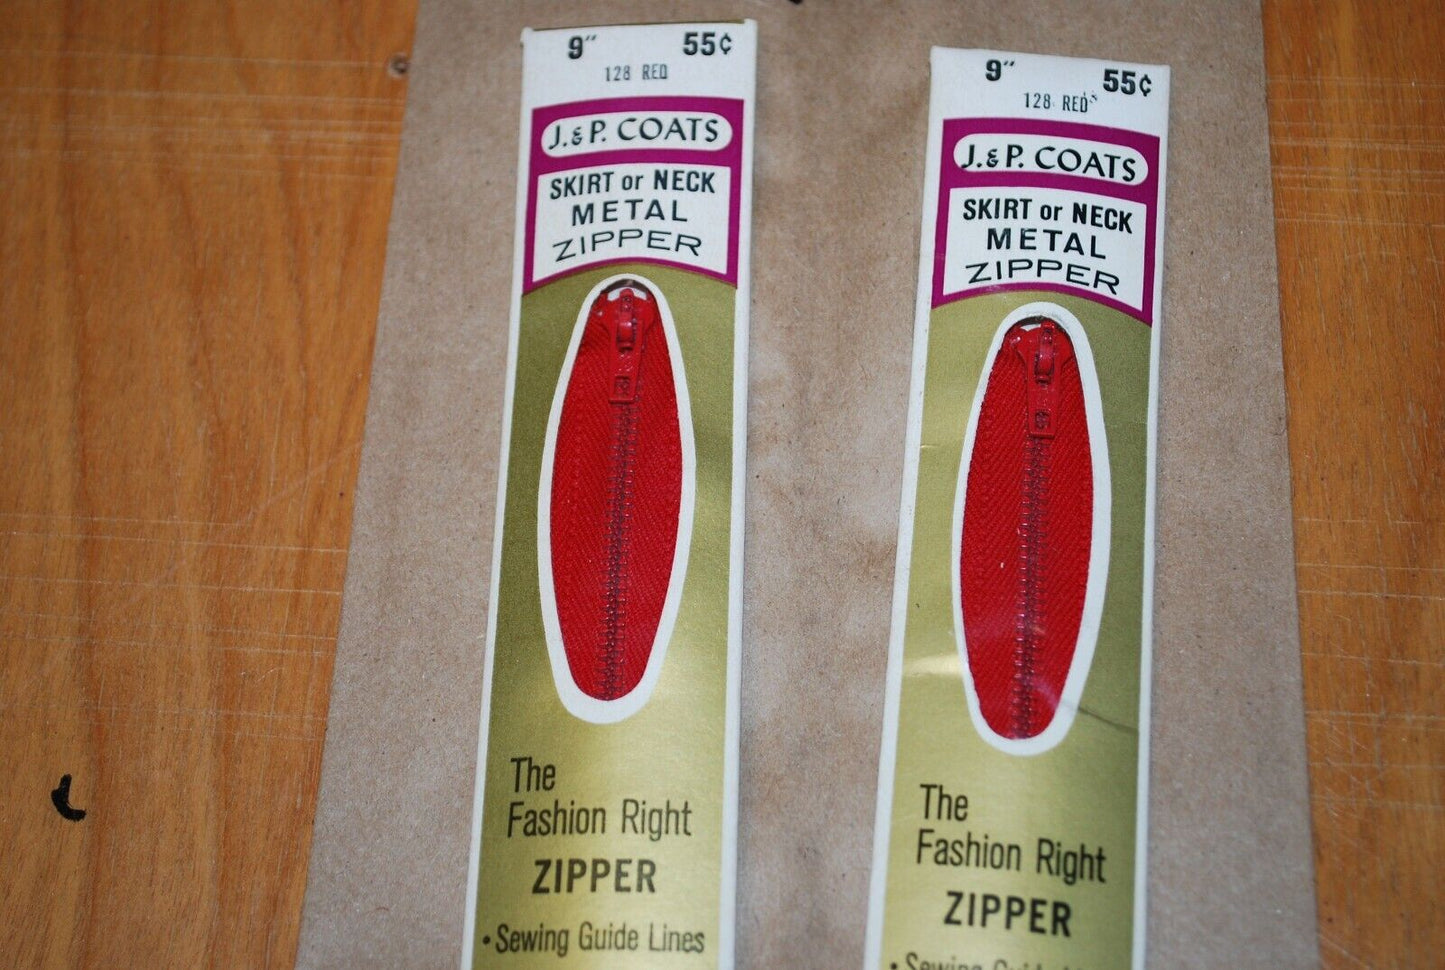 9" 55¢
128 RED
J. & P. COATS
SKIRT or NECK
METAL
ZIPPER
The
Fashion Right
ZIPPER
• Sewing Guide Lines
9" 55¢
128 RED
J. & P. COATS
SKIRT or NECK
METAL
ZIPPER
The
Fashion Right
ZIPPER
• Sewing